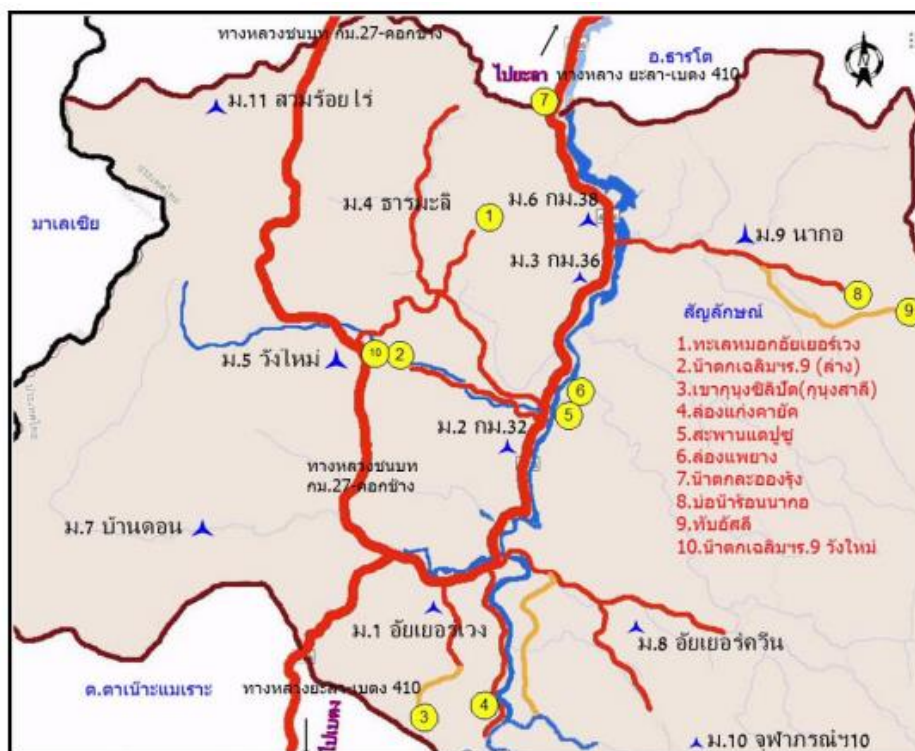 ทางหลวงชนบท กม.27-คอกช้าง
อ.ธารโต
ไปยะลา
ทางหลาง ยะลา-เบตง 410
7
ม.11 สวมร้อยไร่
ม.4 ธารมะลิ
1
ม.6 กม.38
ม.9 นากอ
มาเลเซีย
ม.3 กม.36
8
9
สัญลักษณ์
1.ทะเลหมอกอัยเยอร์เวง
2.น้ำตกเฉลิมฯร.9 (ล่าง)
3.เขากุนุงซิลิปัต(กุนุงสาลี)
4.ล่องแก่งคายัค
5.สะพานแตปูซู
6.ล่องแพยาง
7.น้ำตกละอองรุ้ง
8.บ่อน้ำร้อนนากอ
9.ทับอัสลี
10.น้ำตกเฉลิมฯร.9 วังใหม่
ม.5 วังใหม่
10
2
6
5
ม.2 กม.32
ทางหลวงชนบท
กม.27-คอกช้าง
ม.7 บ้านดอน
ม.1 อัยเยอร์เวง
ม.8 อัยเยอร์ควีน
ต.ตาเน๊าะแมเราะ
ทางหลวงยะลา-เบตง 410
3
4
ไปเบตง
ม.10 จุฬาภรณ์ฯ10